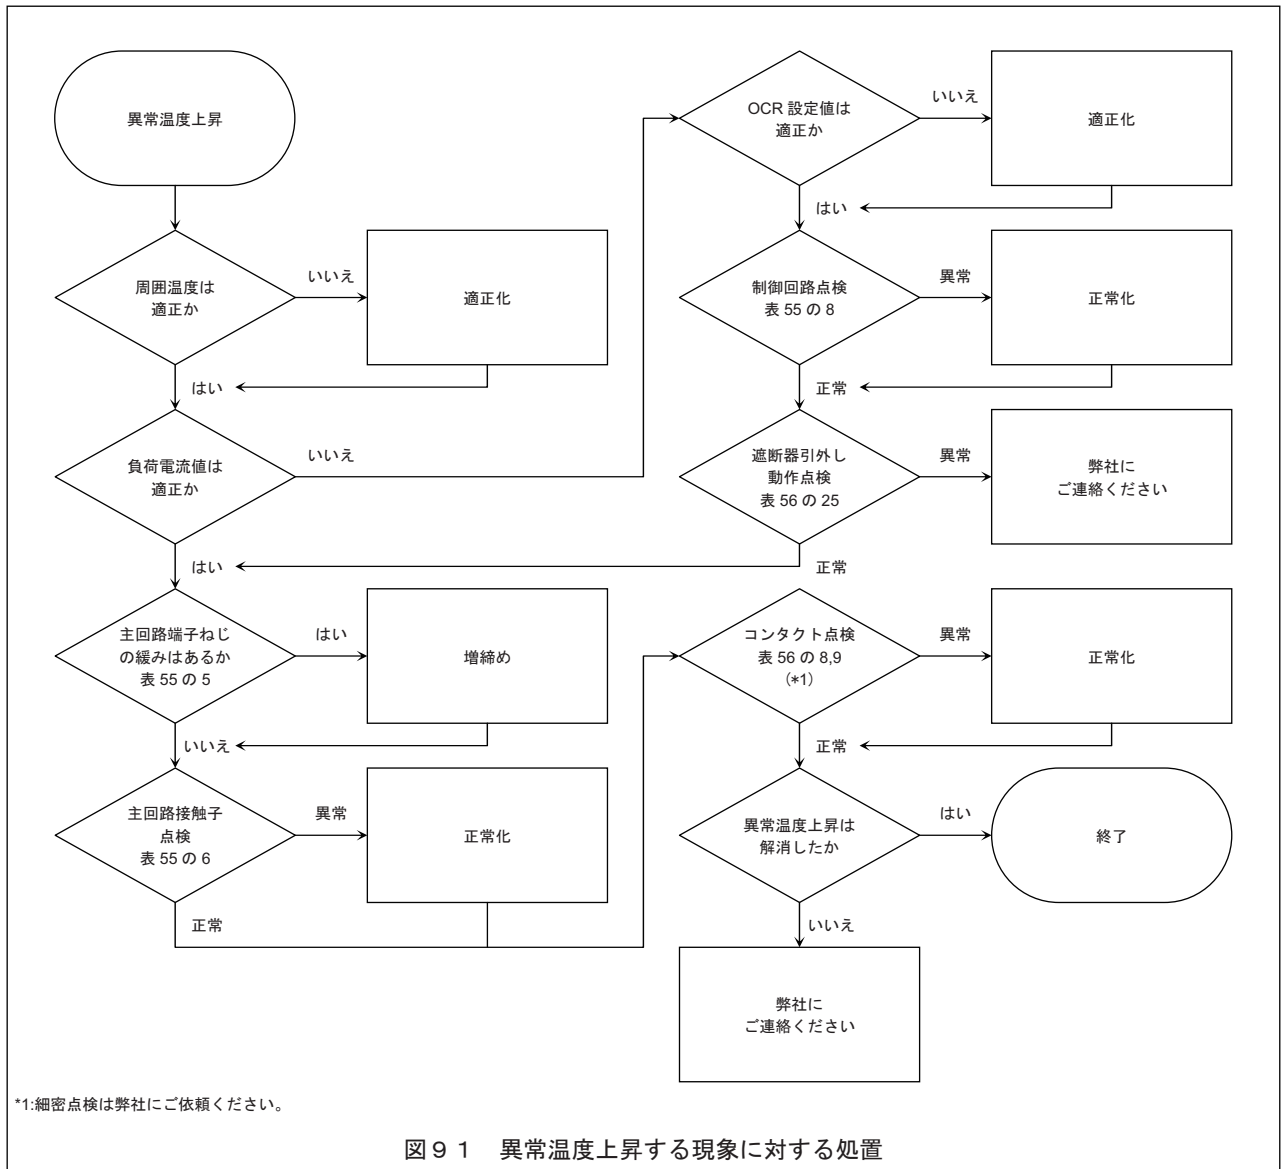 異常温度上昇
周囲温度は
適正か
いいえ
適正化
はい
負荷電流値は
適正か
いいえ
はい
主回路端子ねじ
の緩みはあるか
表 55 の 5
はい
増締め
いいえ
主回路接触子
点検
表 55 の 6
異常
正常化
正常
OCR 設定値は
適正か
いいえ
適正化
はい
制御回路点検
表 55 の 8
異常
正常化
正常
遮断器引外し
動作点検
表 56 の 25
異常
弊社に
ご連絡ください
正常
コンタクト点検
表 56 の 8,9
(*1)
異常
正常化
正常
異常温度上昇は
解消したか
はい
終了
いいえ
弊社に
ご連絡ください
*1:細密点検は弊社にご依頼ください。
図９１　異常温度上昇する現象に対する処置